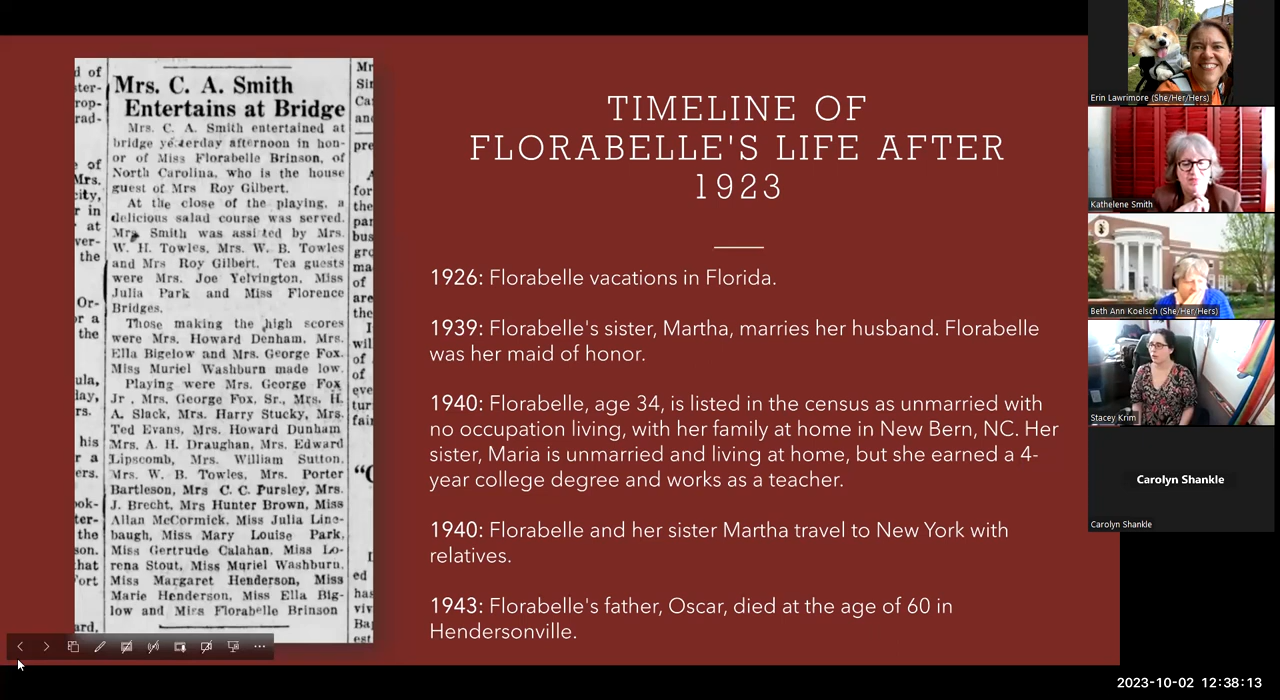 Mrs. C. A. Smith
Entertains at Bridge
Mrs. C. A. Smith entertained at
bridge yesterday afternoon in hon-
or of Miss Florabelle Brinson, of
North Carolina, who is the house
guest of Mrs Roy Gilbert.
At the close of the playing, a
delicious salad course was served.
Mrs Smith was assi ted by Mrs.
W. H. Towles, Mrs. W. B. Towles
and Mrs Roy Gilbert. Tea guests
were Mrs. Joe Yelvington, Miss
Julia Park and Miss Florence
Bridges.
Those making the high scores
were Mrs. Howard Denham, Mrs.
Ella Bigelow and Mrs. George Fox.
Miss Muriel Washburn made low.
Playing were Mrs. George Fox
Jr., Mrs. George Fox, Sr., Mrs. H.
A. Slack, Mrs. Harry Stucky, Mrs.
Ted Evans, Mrs. Howard Dunham
Mrs. A. H. Draughan, Mrs. Edward
Lipscomb, Mrs. William Sutton,
Mrs. W. B. Towles, Mrs. Porter
Bartleson, Mrs C. C. Pursley, Mrs.
J. Brecht, Mrs Hunter Brown, Miss
Allan McCormick, Miss Julia Line-
baugh, Miss Mary Louise Park,
Miss Gertrude Calahan, Miss Lo-
rena Stout, Miss Muriel Washburn,
Miss Margaret Henderson, Miss
Marie Henderson, Miss Ella Big-
low and Miss Florabelle Brinson
TIMELINE OF
FLORABELLE'S LIFE AFTER
1923
1926: Florabelle vacations in Florida.
1939: Florabelle's sister, Martha, marries her husband. Florabelle
was her maid of honor.
1940: Florabelle, age 34, is listed in the census as unmarried with
no occupation living, with her family at home in New Bern, NC. Her
sister, Maria is unmarried and living at home, but she earned a 4-
year college degree and works as a teacher.
1940: Florabelle and her sister Martha travel to New York with
relatives.
1943: Florabelle's father, Oscar, died at the age of 60 in
Hendersonville.
Erin Lawrimore (She/Her/Hers)
Kathelene Smith
Beth Ann Koelsch (She/Her/Hers)
Stacey Krim
Carolyn Shankle
Carolyn Shankle
2023-10-02 12:38:13